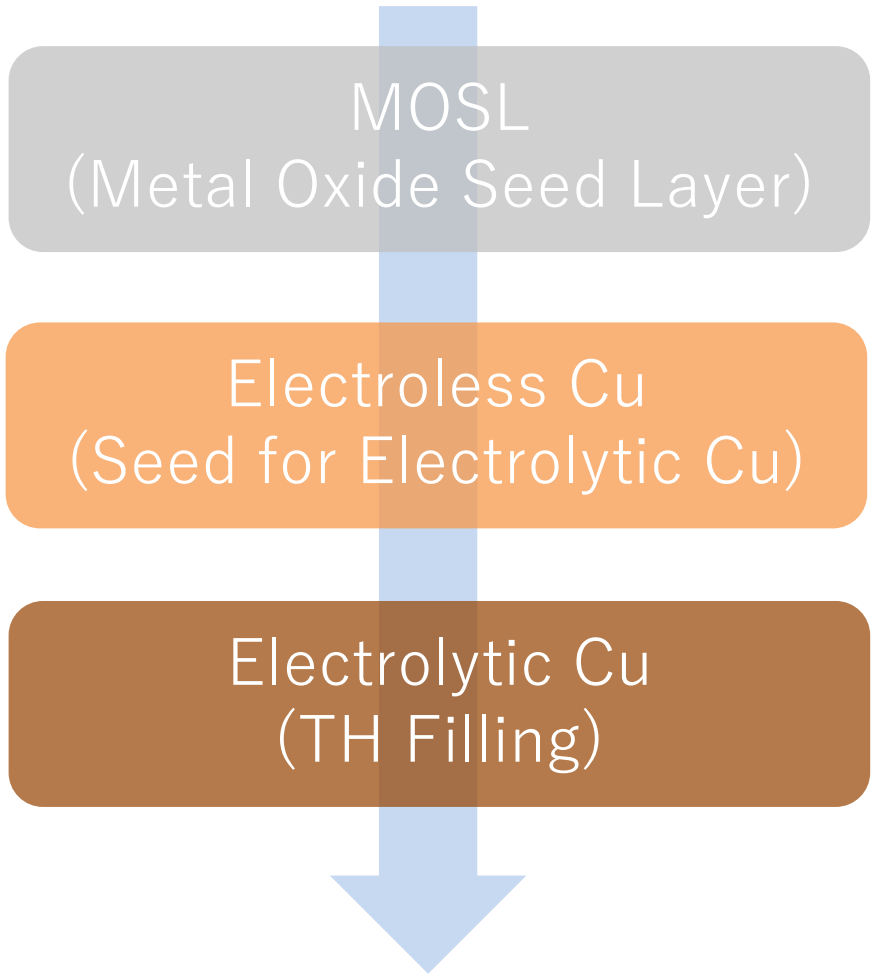 MOSL
(Metal Oxide Seed Layer)
Electroless Cu
(Seed for Electrolytic Cu)
Electrolytic Cu
(TH Filling)